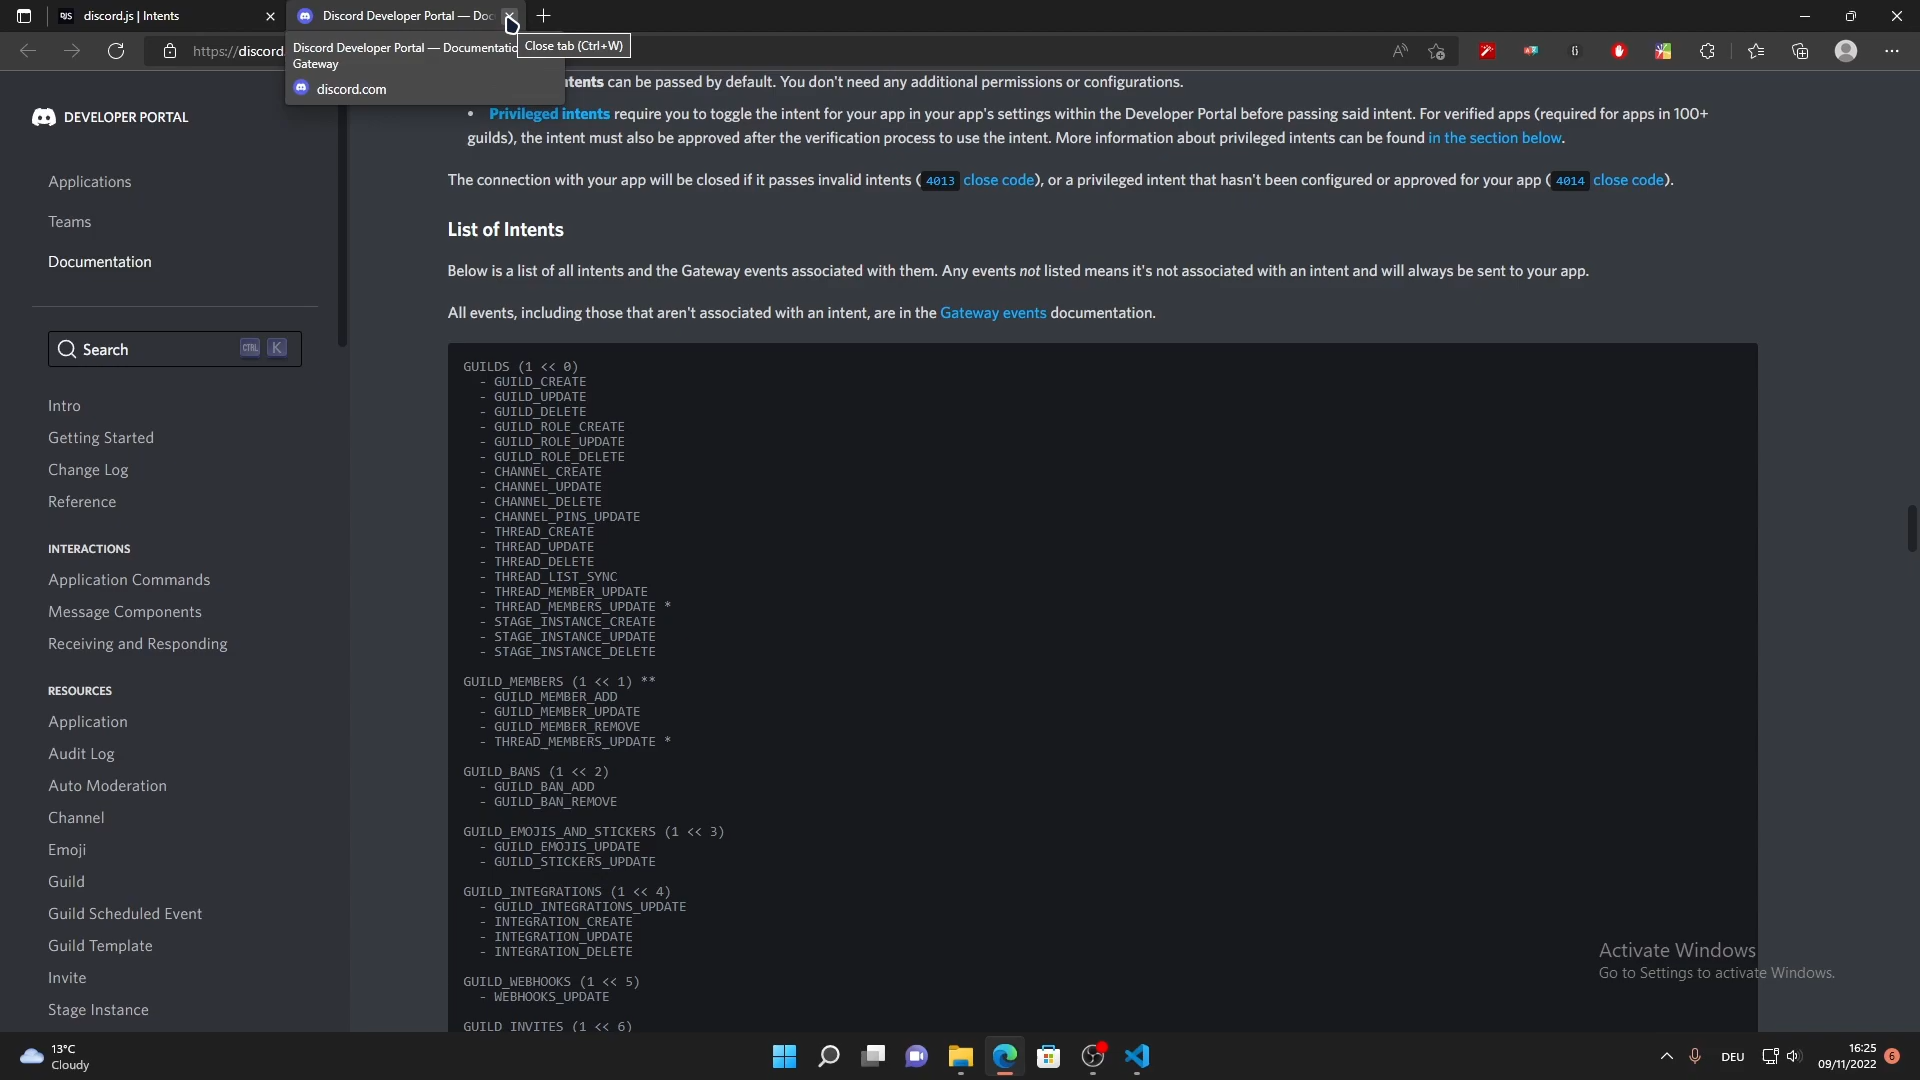 discord.js | Intents
Discord Developer Portal — Doc
https://discord.
Discord Developer Portal — Documentatio
Gateway
discord.com
Close tab (Ctrl+W)
DEVELOPER PORTAL
Applications
Teams
Documentation
Search
CTRL
K
Intro
Getting Started
Change Log
Reference
INTERACTIONS
Application Commands
Message Components
Receiving and Responding
RESOURCES
Application
Audit Log
Auto Moderation
Channel
Emoji
Guild
Guild Scheduled Event
Guild Template
Invite
Stage Instance
ntents can be passed by default. You don't need any additional permissions or configurations.
• Privileged intents require you to toggle the intent for your app in your app's settings within the Developer Portal before passing said intent. For verified apps (required for apps in 100+
guilds), the intent must also be approved after the verification process to use the intent. More information about privileged intents can be found in the section below.
The connection with your app will be closed if it passes invalid intents ( 4013 close code), or a privileged intent that hasn't been configured or approved for your app ( 4014 close code).
List of Intents
Below is a list of all intents and the Gateway events associated with them. Any events not listed means it's not associated with an intent and will always be sent to your app.
All events, including those that aren't associated with an intent, are in the Gateway events documentation.
GUILDS (1 << 0)
- GUILD_CREATE
- GUILD_UPDATE
- GUILD_DELETE
- GUILD_ROLE_CREATE
- GUILD_ROLE_UPDATE
- GUILD_ROLE_DELETE
- CHANNEL_CREATE
- CHANNEL_UPDATE
- CHANNEL_DELETE
- CHANNEL_PINS_UPDATE
- THREAD_CREATE
- THREAD_UPDATE
- THREAD_DELETE
- THREAD_LIST_SYNC
- THREAD_MEMBER_UPDATE
- THREAD_MEMBERS_UPDATE *
- STAGE_INSTANCE_CREATE
- STAGE_INSTANCE_UPDATE
- STAGE_INSTANCE_DELETE
GUILD_MEMBERS (1 << 1) **
- GUILD_MEMBER_ADD
- GUILD_MEMBER_UPDATE
- GUILD_MEMBER_REMOVE
- THREAD_MEMBERS_UPDATE *
GUILD_BANS (1 << 2)
- GUILD_BAN_ADD
- GUILD_BAN_REMOVE
GUILD_EMOJIS_AND_STICKERS (1 << 3)
- GUILD_EMOJIS_UPDATE
- GUILD_STICKERS_UPDATE
GUILD_INTEGRATIONS (1 << 4)
- GUILD_INTEGRATIONS_UPDATE
- INTEGRATION_CREATE
- INTEGRATION_UPDATE
- INTEGRATION_DELETE
GUILD_WEBHOOKS (1 << 5)
- WEBHOOKS_UPDATE
GUILD_INVITES (1 << 6)
Activate Windows
Go to Settings to activate Windows.
13°C
Cloudy
DEU
16:25
09/11/2022
6